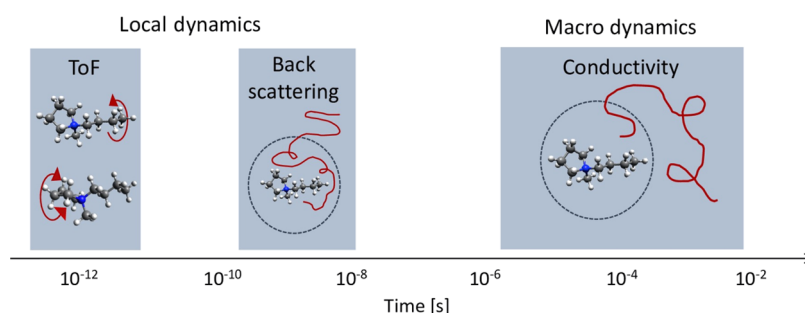 Local dynamics
Macro dynamics
ToF
Back
scattering
Conductivity
10-12
10-10
10-8
10-6
10-4
10-2
Time [s]